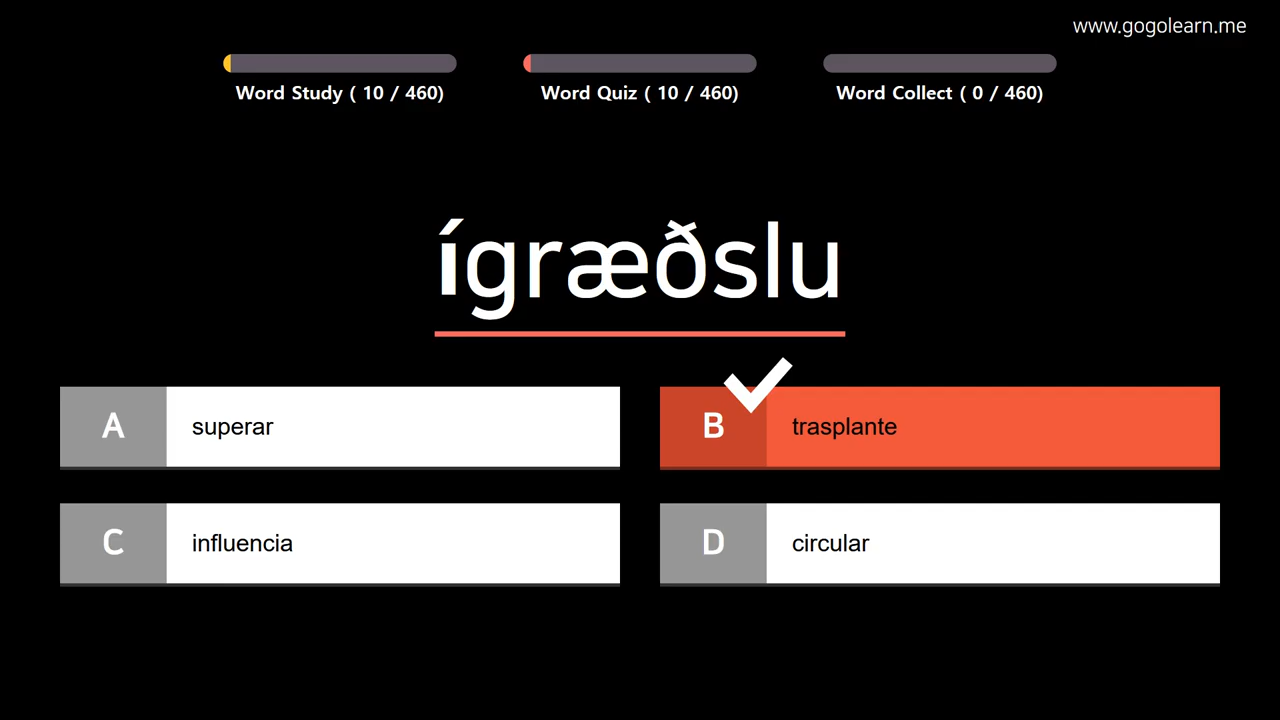 www.gogolearn.me
Word Study ( 10 / 460)
Word Quiz ( 10 / 460)
Word Collect ( 0 / 460)
ígræðslu
A superar
B trasplante
C influencia
D circular